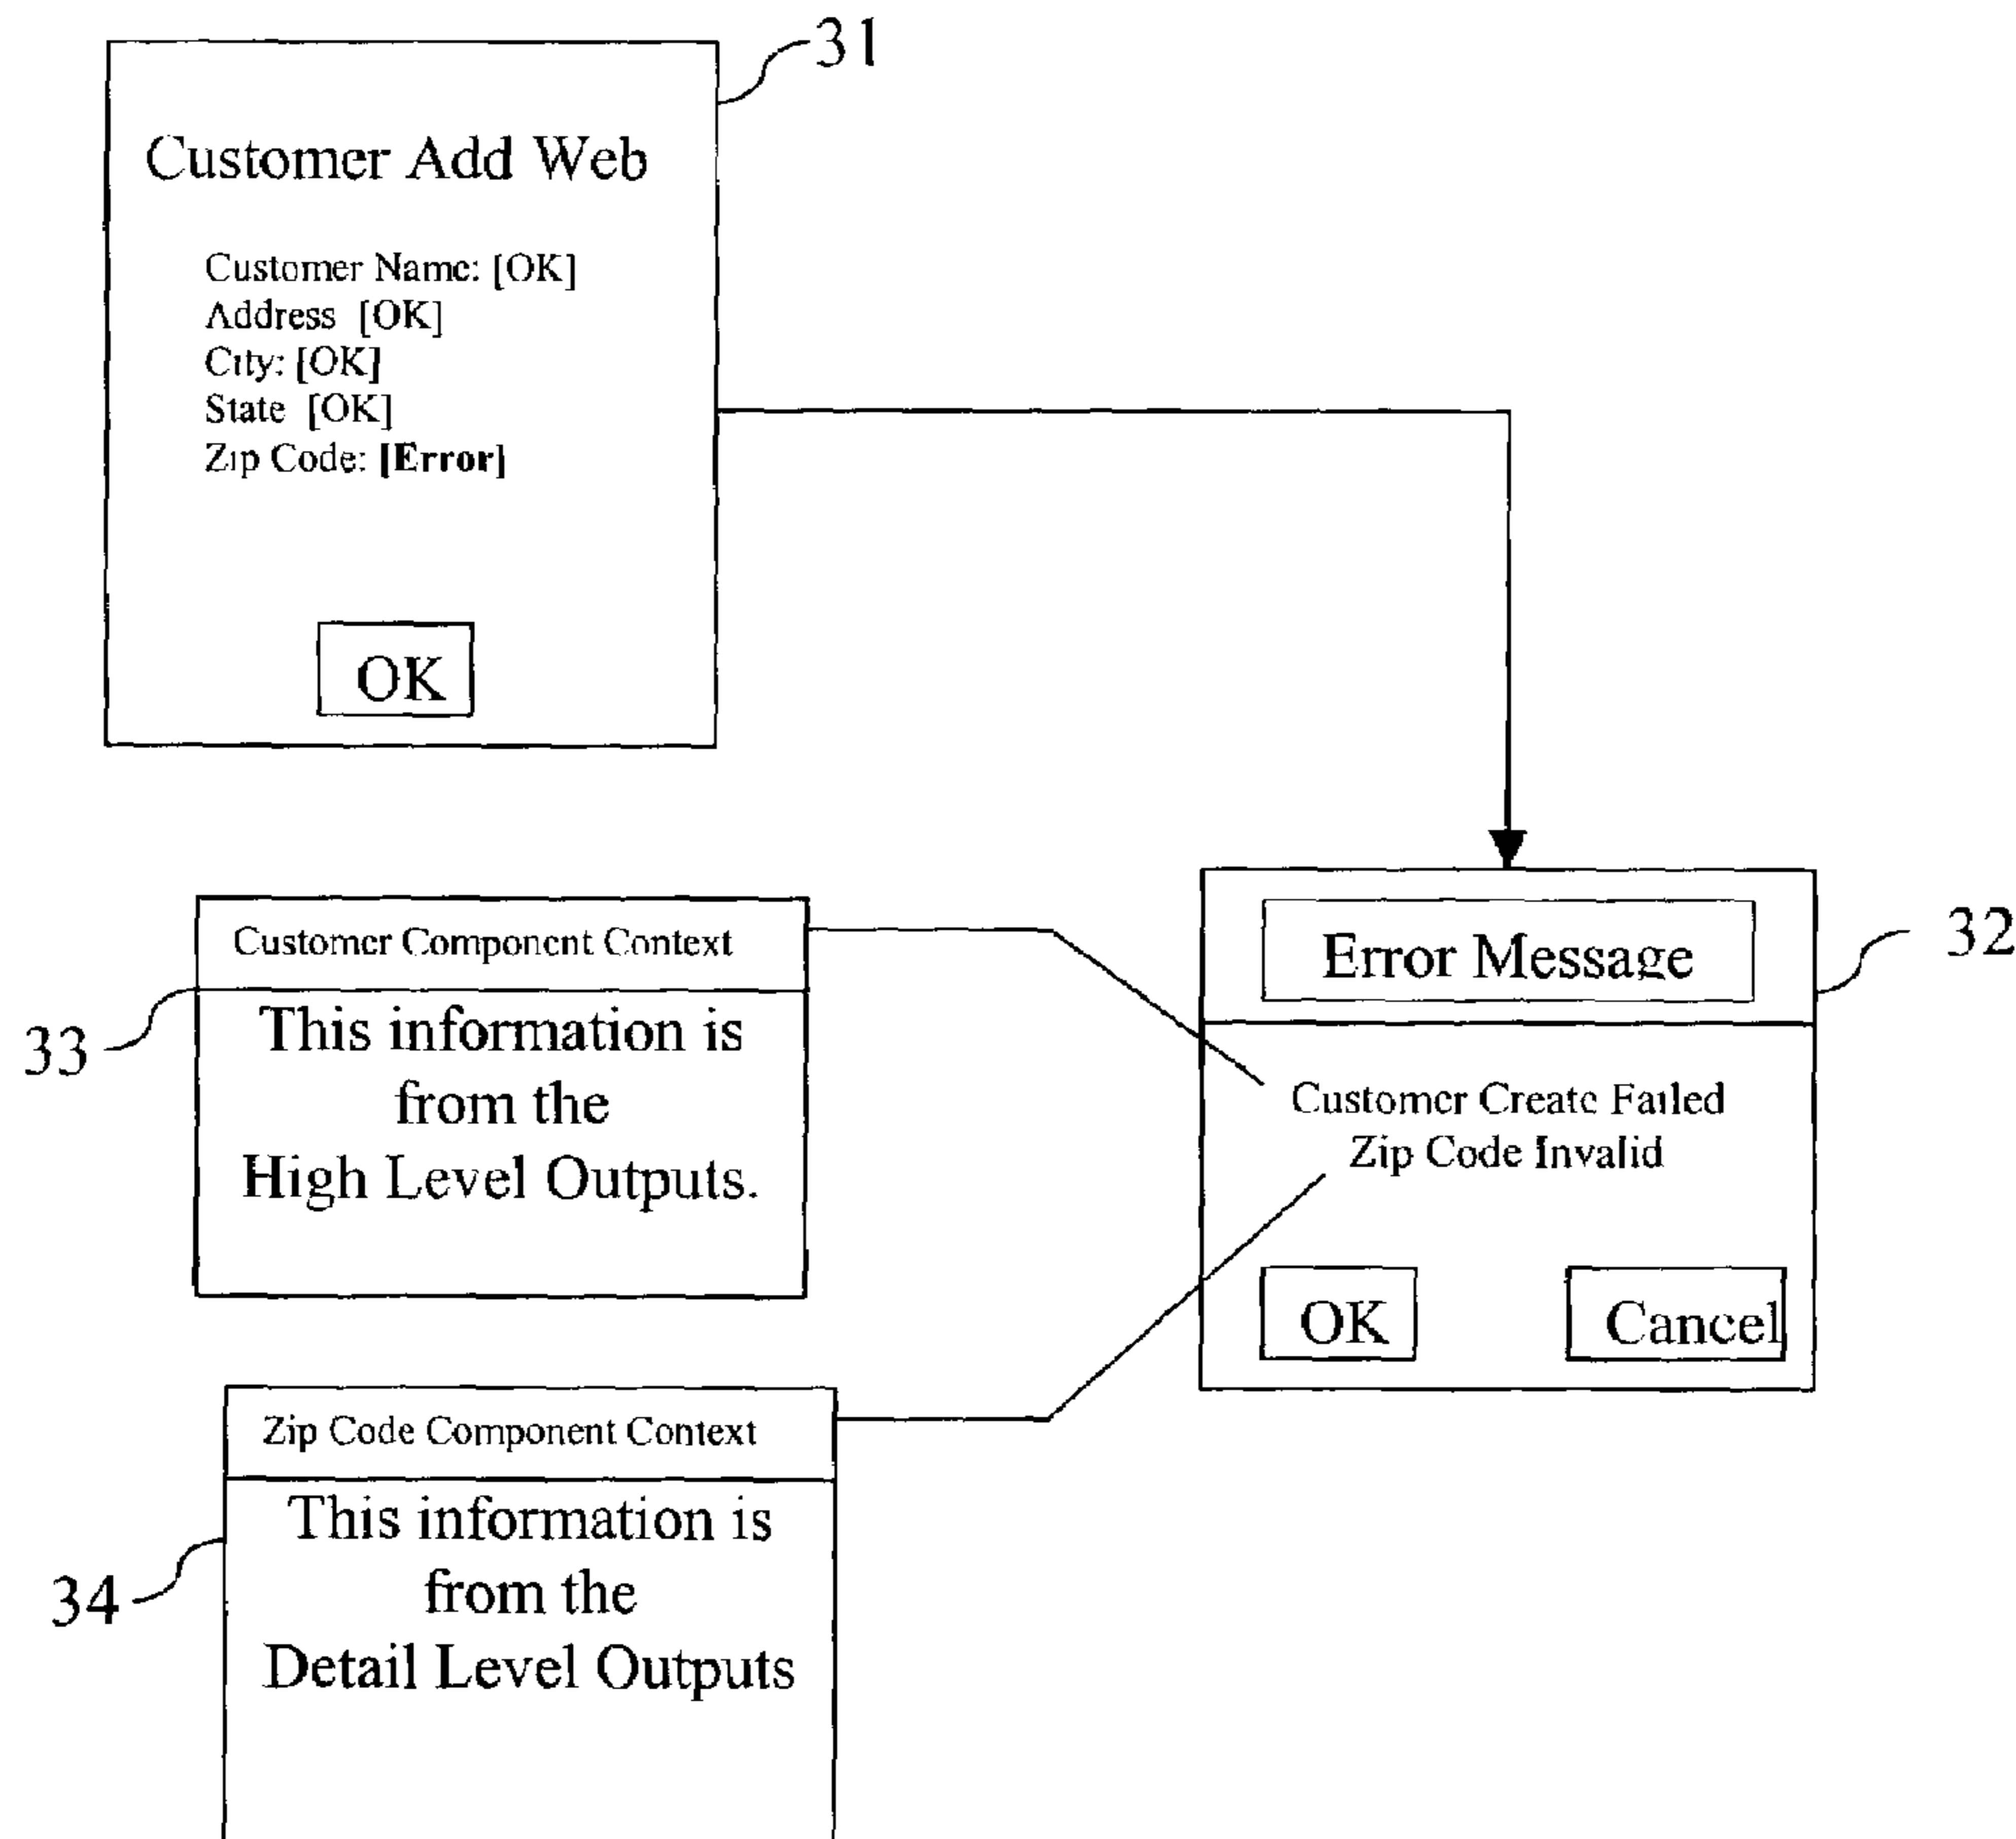 31
Customer Add Web
Customer Name: [OK]
Address [OK]
City: [OK]
State [OK]
Zip Code: [Error]
OK
Customer Component Context
33
This information is
from the
High Level Outputs.
32
Error Message
Customer Create Failed
Zip Code Invalid
OK
Cancel
Zip Code Component Context
34
This information is
from the
Detail Level Outputs